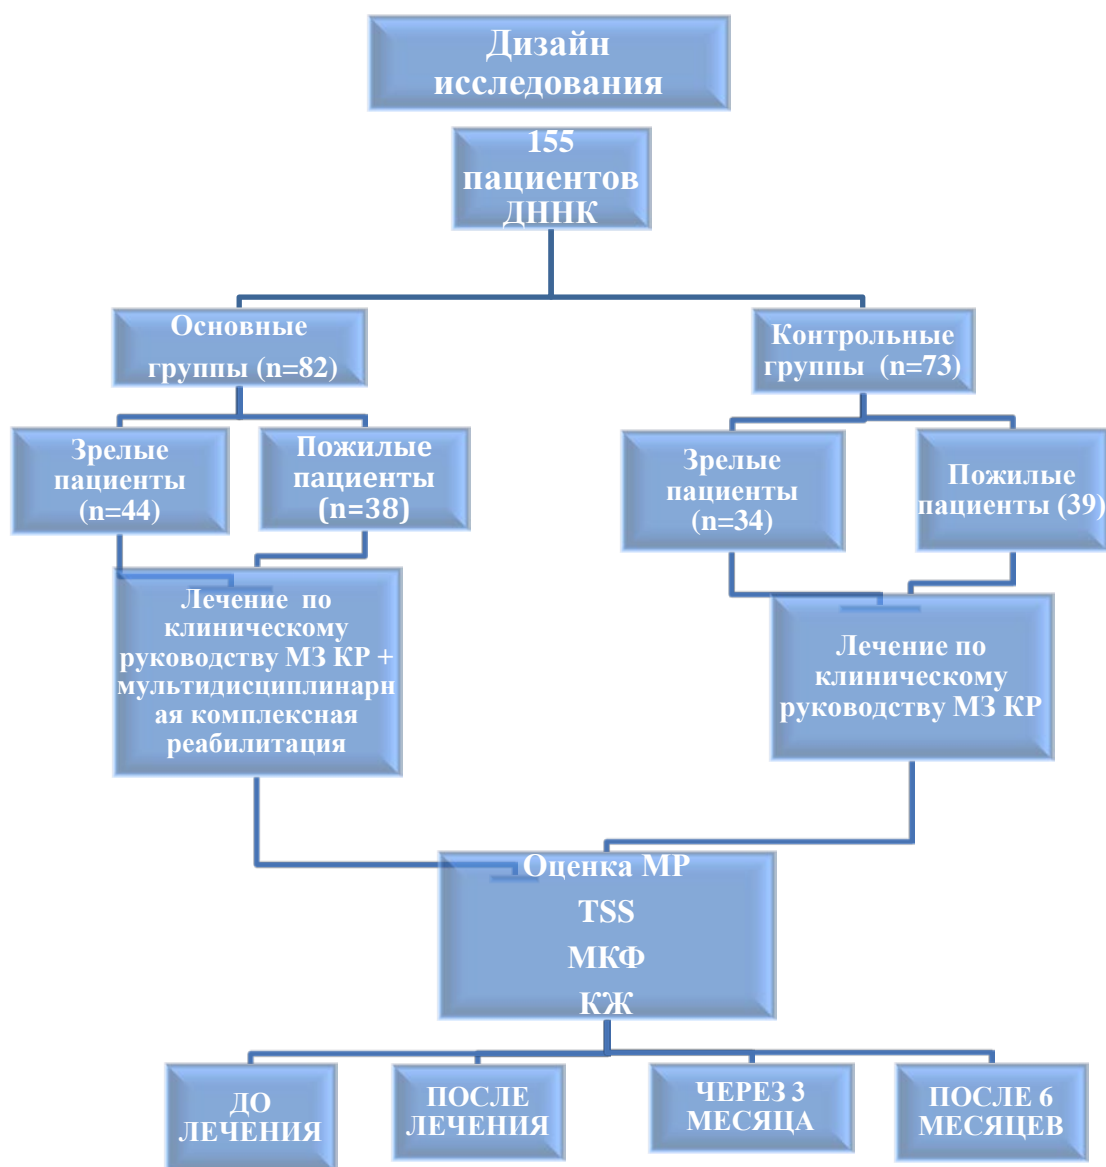 Дизайн
исследования
155
пациентов
ДННК
Основные
группы (n=82)
Контрольные
группы (n=73)
Зрелые
пациенты
(n=44)
Пожилые
пациенты
(n=38)
Зрелые
пациенты
(n=34)
Пожилые
пациенты (39)
Лечение по
клиническому
руководству МЗ КР +
мультидисциплинарн
ая комплексная
реабилитация
Лечение по
клиническому
руководству МЗ КР
Оценка МР
TSS
МКФ
КЖ
ДО
ЛЕЧЕНИЯ
ПОСЛЕ
ЛЕЧЕНИЯ
ЧЕРЕЗ 3
МЕСЯЦА
ПОСЛЕ 6
МЕСЯЦЕВ